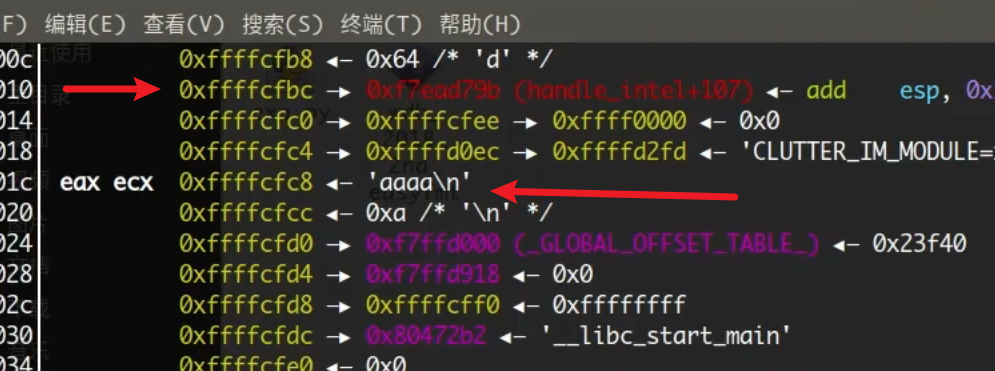 F) 编辑(E) 查看(V) 搜索(S) 终端(T) 帮助(H)
00c 0xffffcfb8 ◂— 0x64 /* 'd' */
010 0xffffcfbc —▸ 0xf7ead79b (handle_intel+107) ◂— add esp, 0x
014 0xffffcfc0 —▸ 0xffffcfee —▸ 0xffff0000 ◂— 0x0
018 0xffffcfc4 —▸ 0xffffd0ec —▸ 0xffffd2fd ◂— 'CLUTTER_IM_MODULE=
01c eax ecx 0xffffcfc8 ◂— 'aaaa\n'
020 0xffffcfcc ◂— 0xa /* '\n' */
024 0xffffcfd0 —▸ 0xf7ffd000 (_GLOBAL_OFFSET_TABLE_) ◂— 0x23f40
028 0xffffcfd4 —▸ 0xf7ffd918 ◂— 0x0
02c 0xffffcfd8 —▸ 0xffffcff0 ◂— 0xffffffff
030 0xffffcfdc —▸ 0x80472b2 ◂— '__libc_start_main'
034 0xffffcfe0 ◂— 0x0